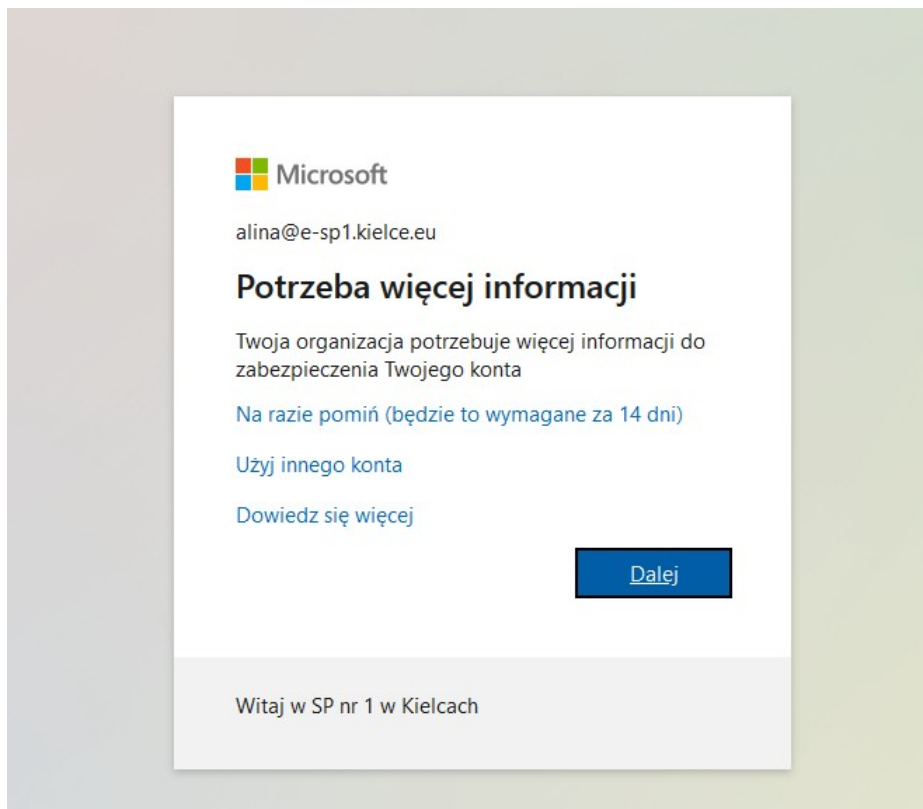 Microsoft
alina@e-sp1.kielce.eu
Potrzeba więcej informacji
Twoja organizacja potrzebuje więcej informacji do
zabezpieczenia Twojego konta
Na razie pomiń (będzie to wymagane za 14 dni)
Użyj innego konta
Dowiedz się więcej
Dalej
Witaj w SP nr 1 w Kielcach